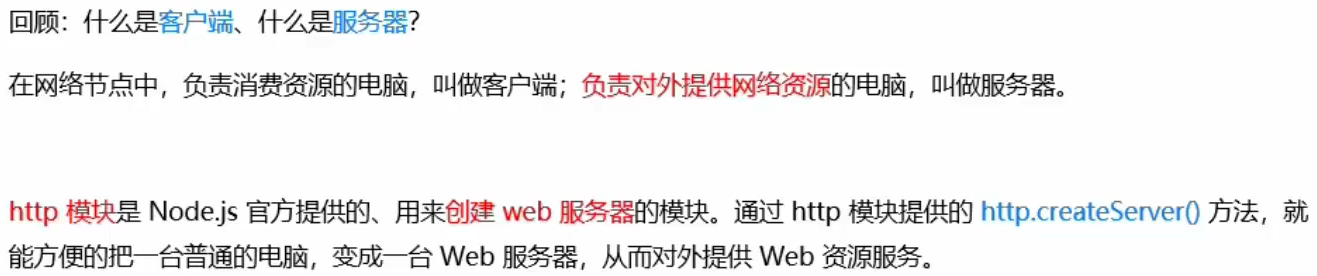 回顾：什么是客户端、什么是服务器?
在网络节点中，负责消费资源的电脑，叫做客户端；负责对外提供网络资源的电脑，叫做服务器。
http 模块是 Node.js 官方提供的、用来创建 web 服务器的模块。通过 http 模块提供的 http.createServer() 方法，就
能方便的把一台普通的电脑，变成一台 Web 服务器，从而对外提供 Web 资源服务。